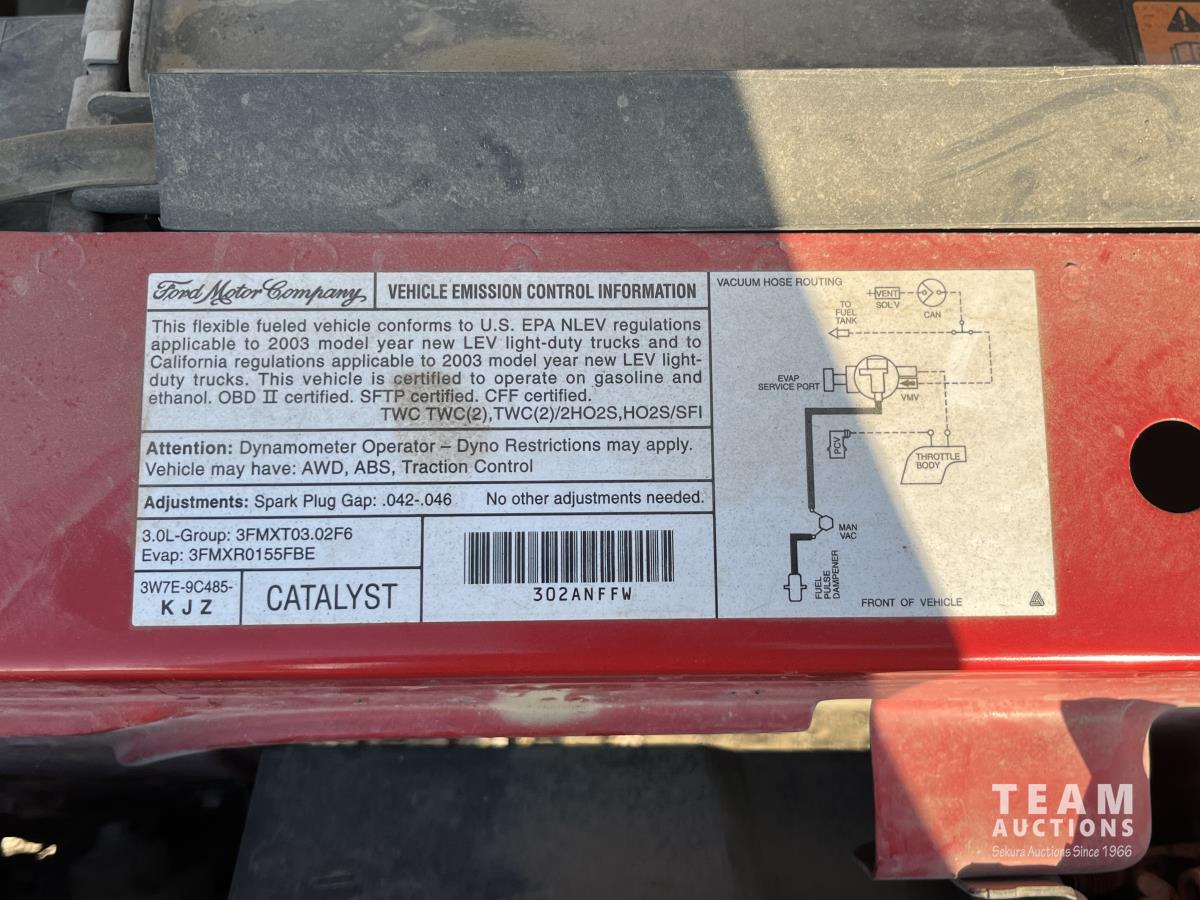 Ford Motor Company
VEHICLE EMISSION CONTROL INFORMATION
This flexible fueled vehicle conforms to U.S. EPA NLEV regulations
applicable to 2003 model year new LEV light-duty trucks and to
California regulations applicable to 2003 model year new LEV light-
duty trucks. This vehicle is certified to operate on gasoline and
ethanol. OBD II certified. SFTP certified. CFF certified.
TWC TWC(2),TWC(2)/2HO2S,HO2S/SFI
Attention: Dynamometer Operator – Dyno Restrictions may apply.
Vehicle may have: AWD, ABS, Traction Control
Adjustments: Spark Plug Gap: .042-.046 No other adjustments needed.
3.0L-Group: 3FMXT03.02F6
Evap: 3FMXR0155FBE
3W7E-9C485-
K J Z
CATALYST
302ANFFW
VACUUM HOSE ROUTING
VENT
SOL'V
CAN
TO
FUEL
TANK
EVAP
SERVICE PORT
VMV
PCV
THROTTLE
BODY
MAN
VAC
FUEL
PULSE
DAMPENER
FRONT OF VEHICLE
TEAM
AUCTIONS
Sekura Auctions Since 1966